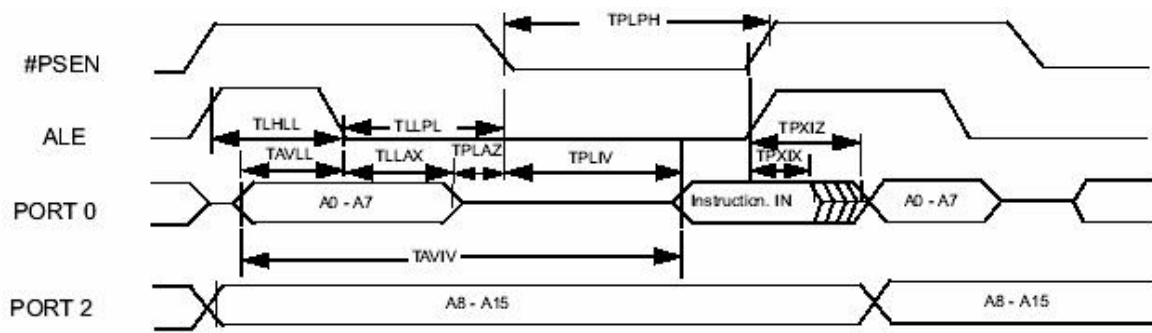 TPLPH
#PSEN
ALE
TLHLL
TLLPL
TPXIZ
TAVLL
TLLAX
TPLAZ
TPLIV
TPXIX
PORT 0
A0 - A7
Instruction. IN
A0 - A7
TAVIV
PORT 2
A8 - A15
A8 - A15